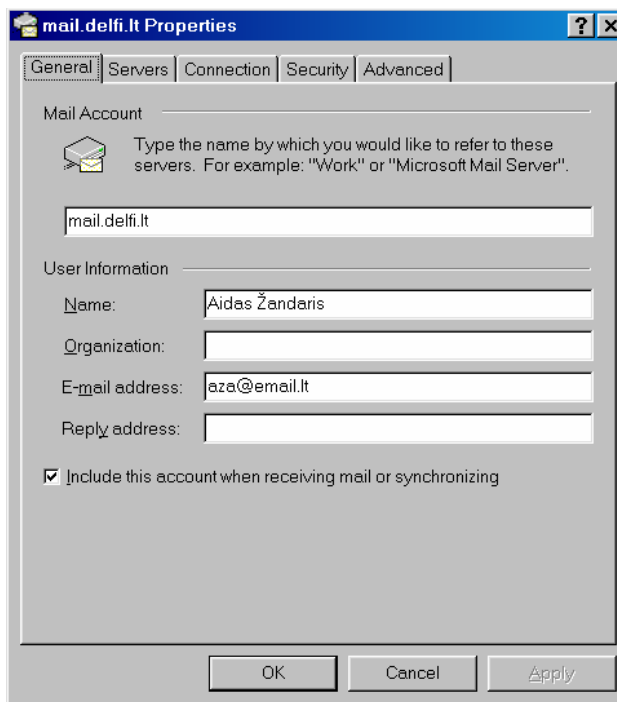 mail.delfi.lt Properties
General Servers Connection Security Advanced
Mail Account
Type the name by which you would like to refer to these
servers. For example: "Work" or "Microsoft Mail Server".
mail.delfi.lt
User Information
Name: Aidas Žandaris
Organization:
E-mail address: aza@email.lt
Reply address:
Include this account when receiving mail or synchronizing
OK Cancel Apply